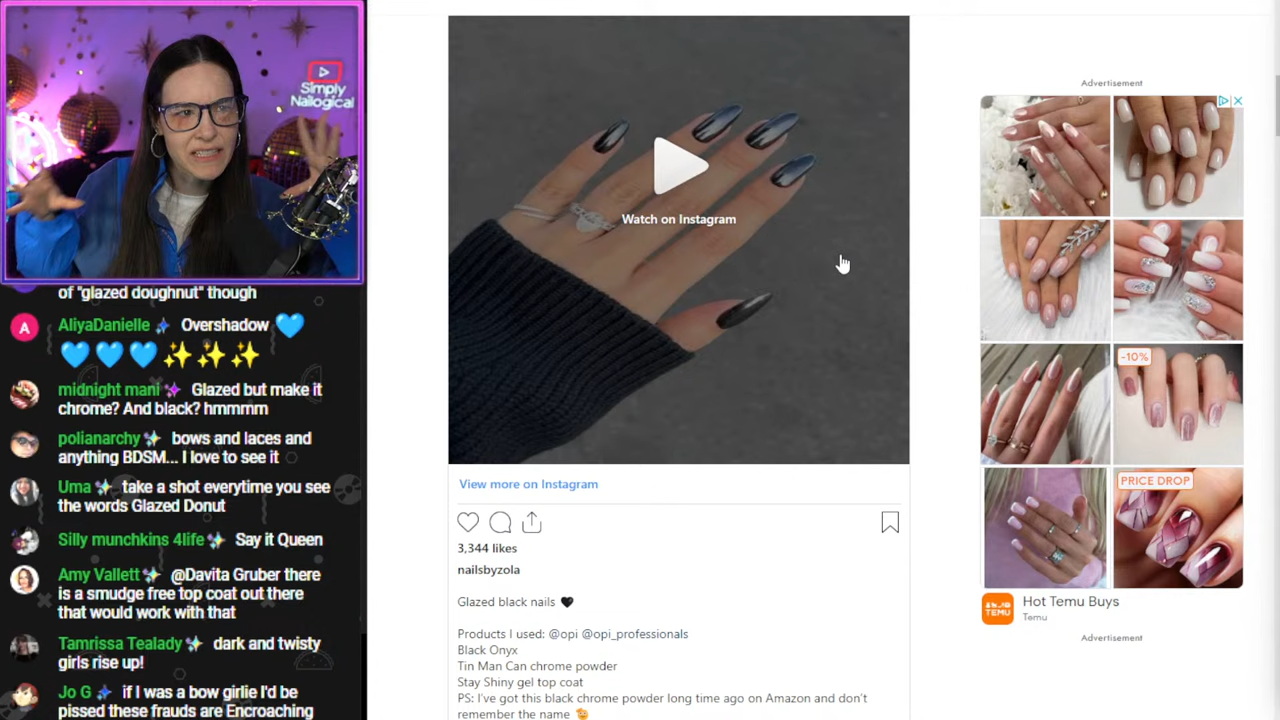 Simply
Nailogical
of "glazed doughnut" though
A
AliyaDanielle Overshadow
midnight mani Glazed but make it
chrome? And black? hmmmm
polianarchy bows and laces and
anything BDSM... I love to see it
Uma take a shot everytime you see
the words Glazed Donut
Silly munchkins 4life Say it Queen
Amy Vallett @Davita Gruber there
is a smudge free top coat out there
that would work with that
Tamrissa Tealady dark and twisty
girls rise up!
Jo G if I was a bow girlie I'd be
pissed these frauds are Encroaching
Watch on Instagram
View more on Instagram
3,344 likes
nailsbyzola
Glazed black nails 🖤
Products I used: @opi @opi_professionals
Black Onyx
Tin Man Can chrome powder
Stay Shiny gel top coat
PS: I've got this black chrome powder long time ago on Amazon and don't
remember the name 🫡
Advertisement
-10%
PRICE DROP
TEMU
Hot Temu Buys
Temu
Advertisement